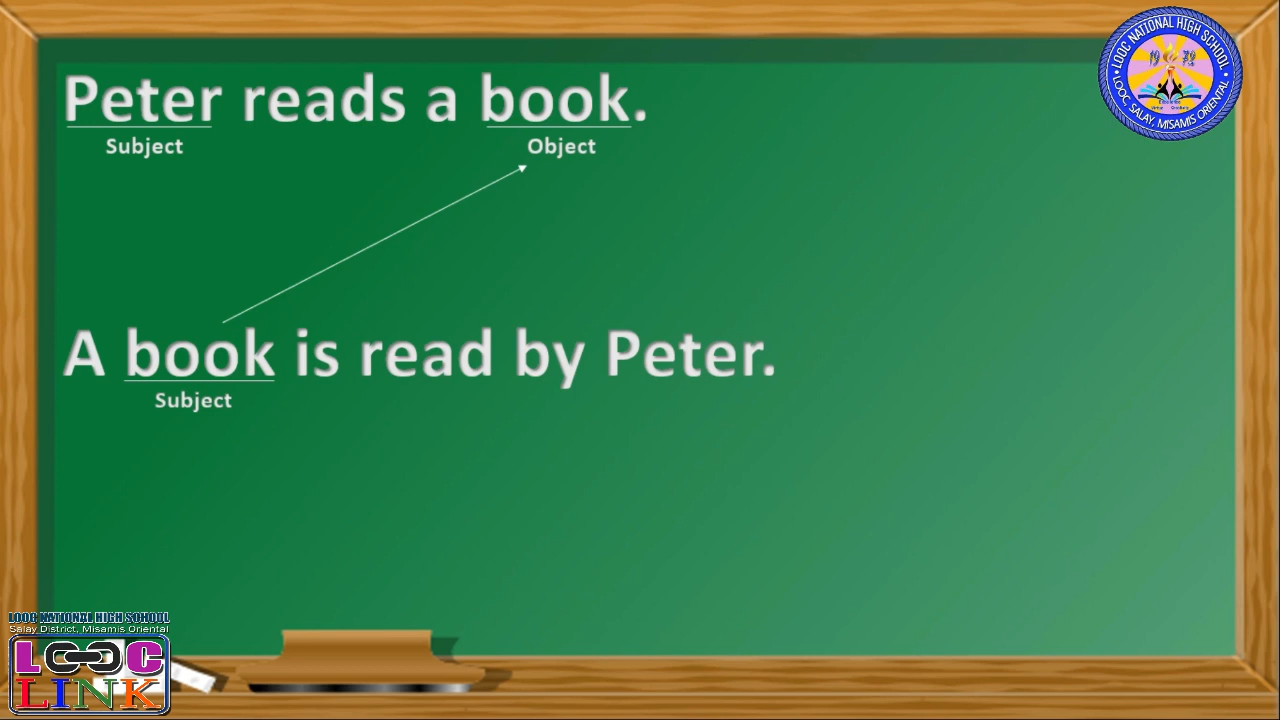 Peter reads a book.
Subject
Object
A book is read by Peter.
Subject
LOOC NATIONAL HIGH SCHOOL
LOOC, SALAY, MISAMIS ORIENTAL
LOOC NATIONAL HIGH SCHOOL
Salay District, Misamis Oriental
LOOC
LINK